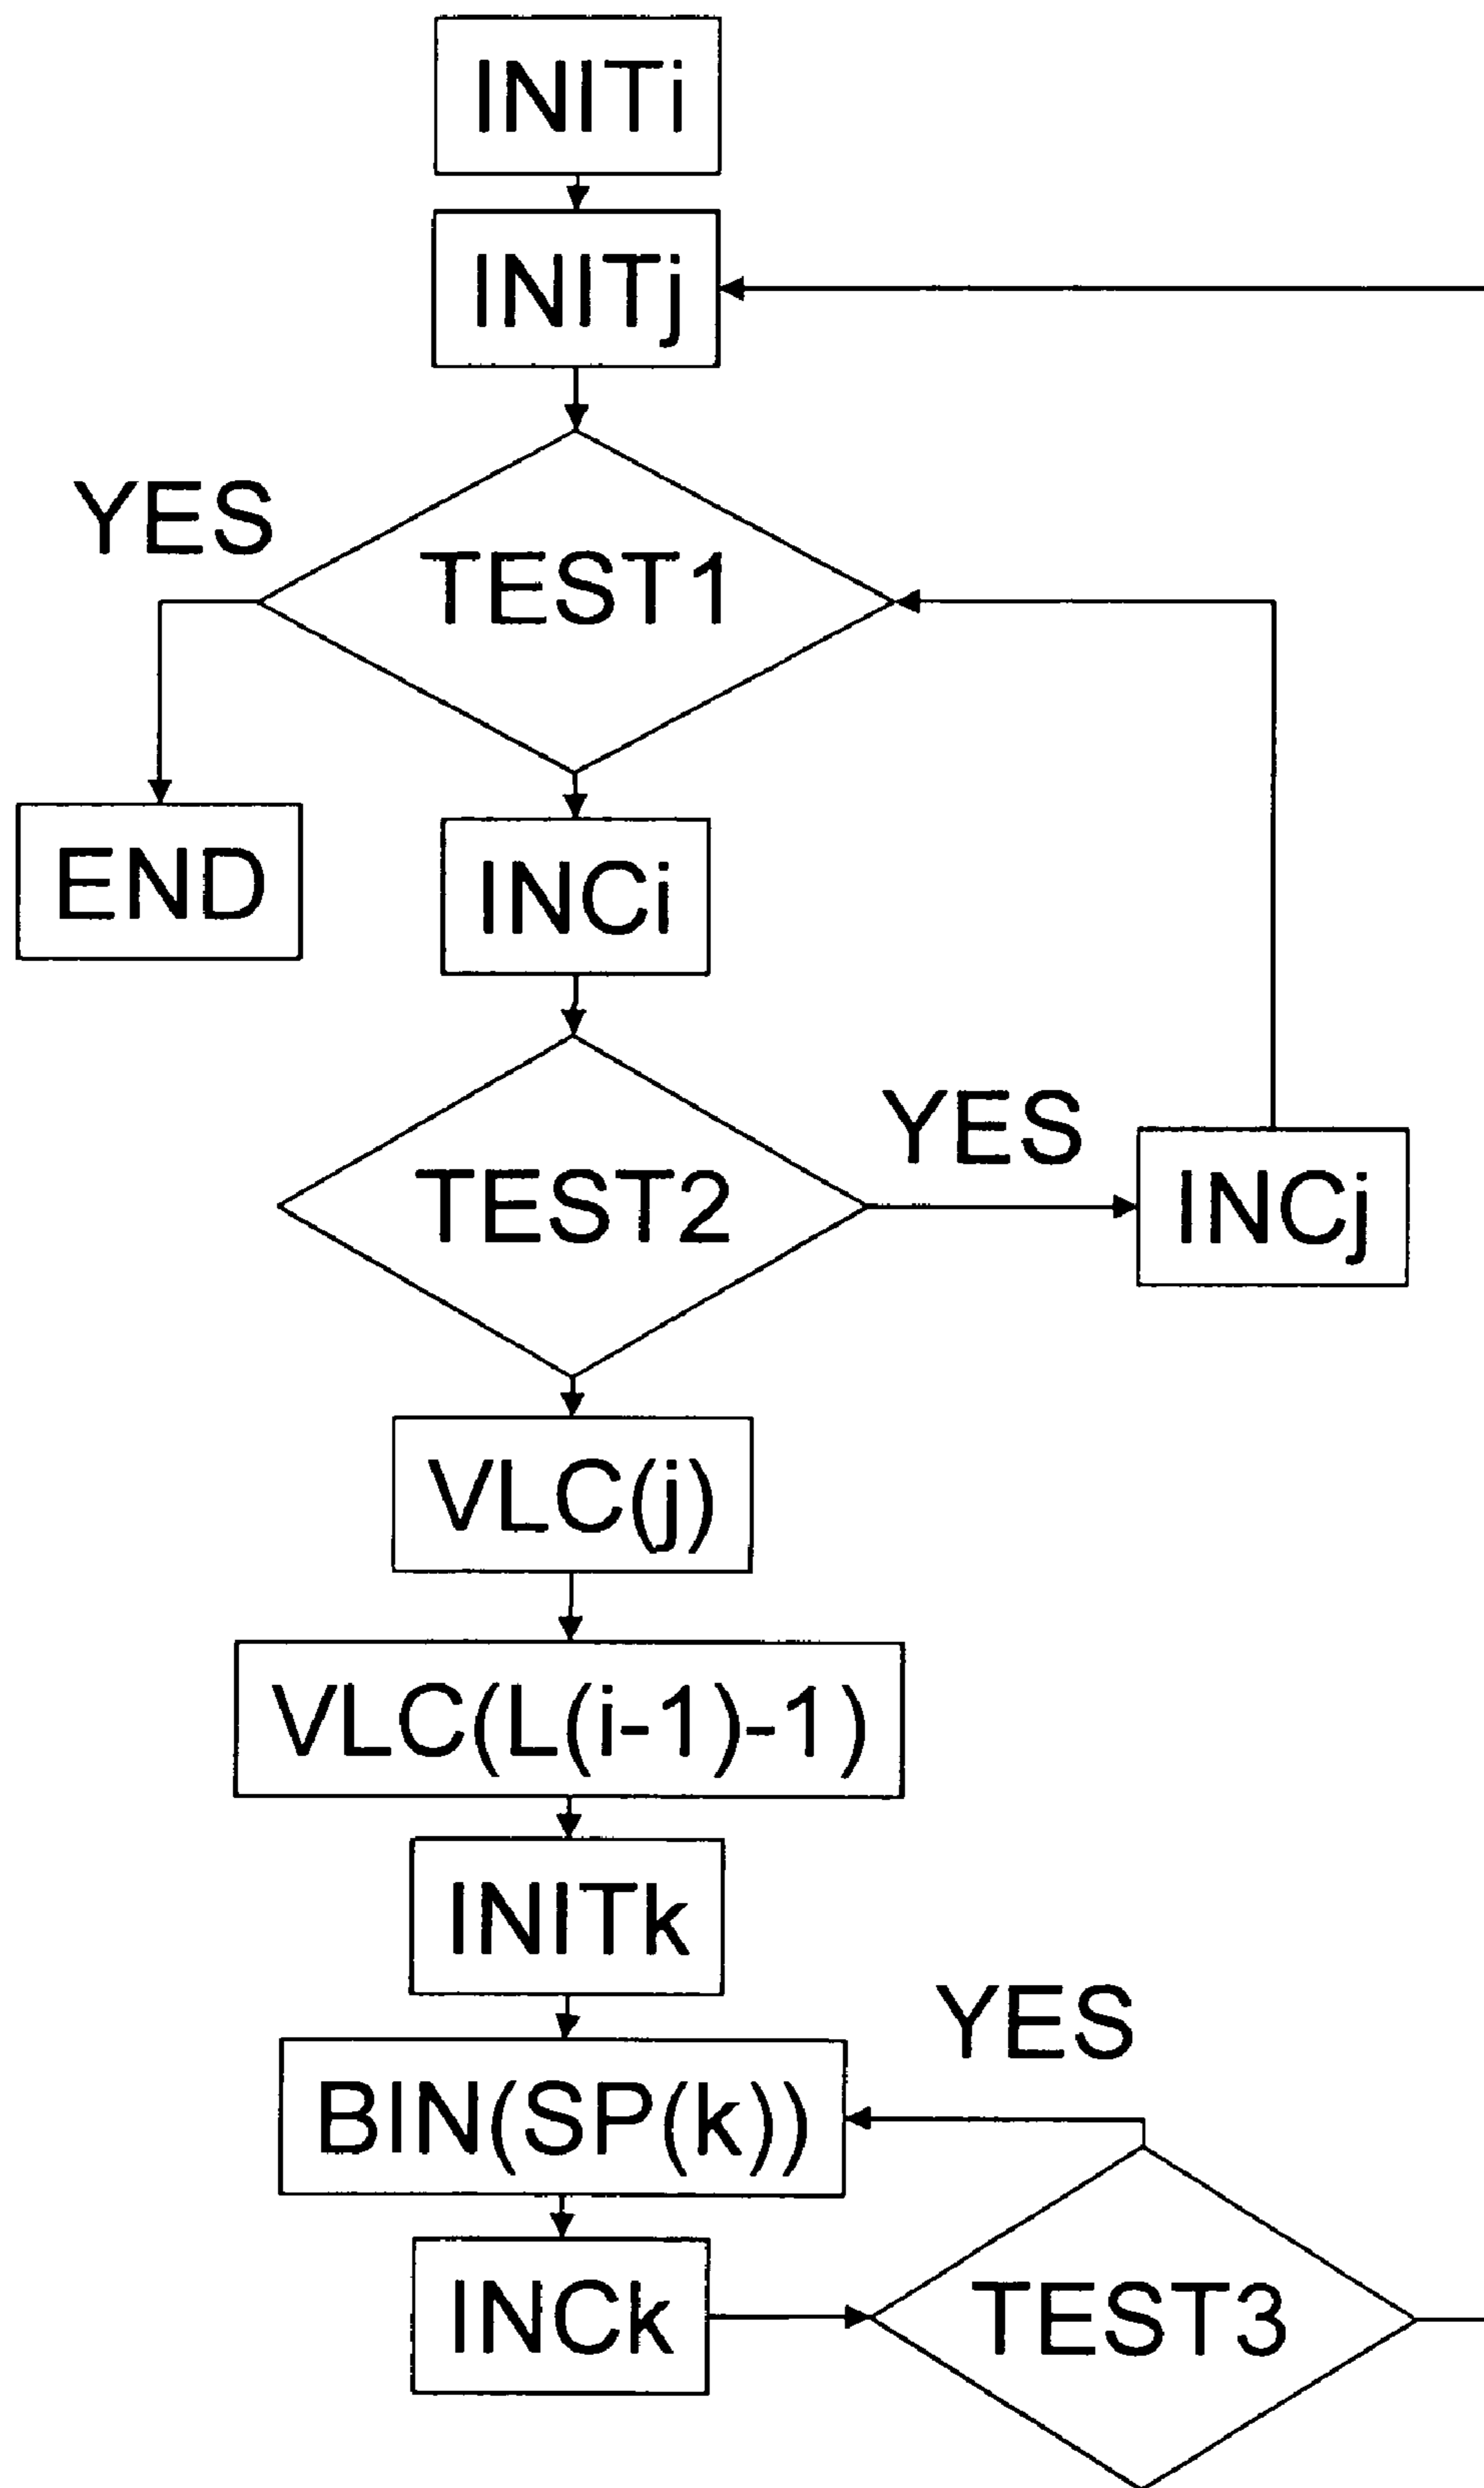 INITi
INITj
YES
TEST1
END
INCi
YES
TEST2
INCj
VLC(j)
VLC(L(i-1)-1)
INITk
YES
BIN(SP(k))
INCk
TEST3